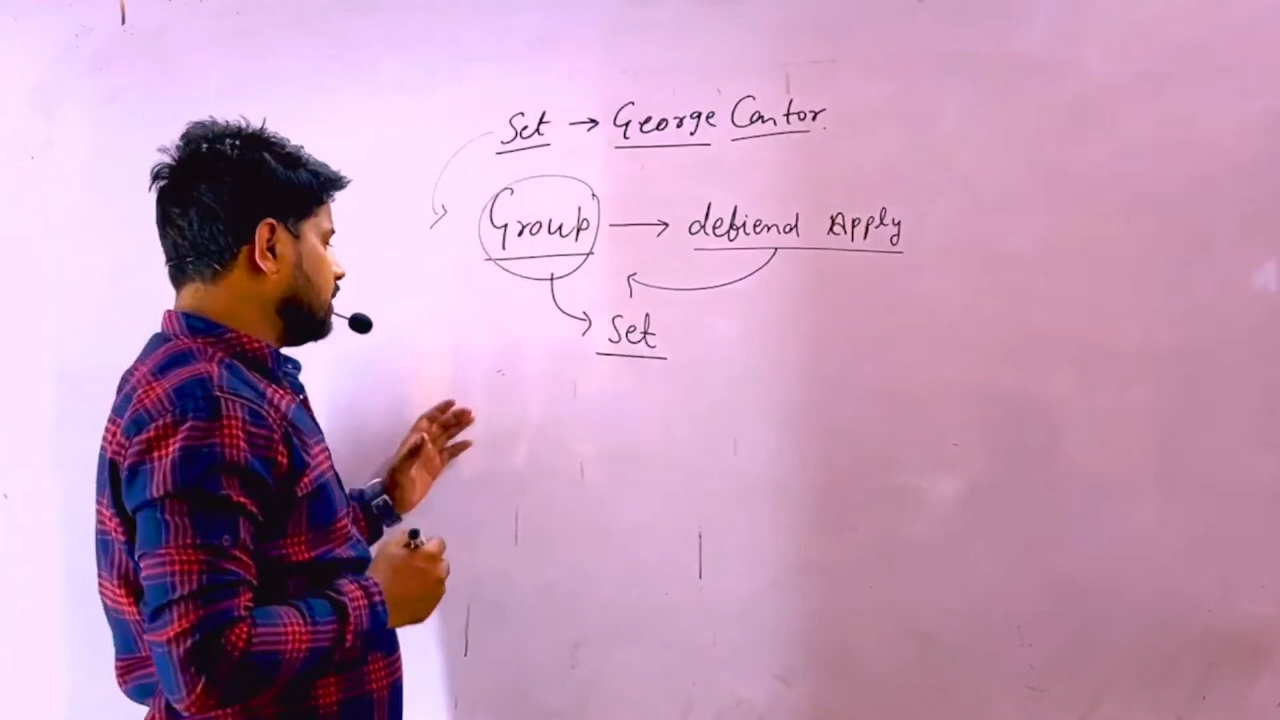 Set → George Cantor.
Group → defiend Apply
Set